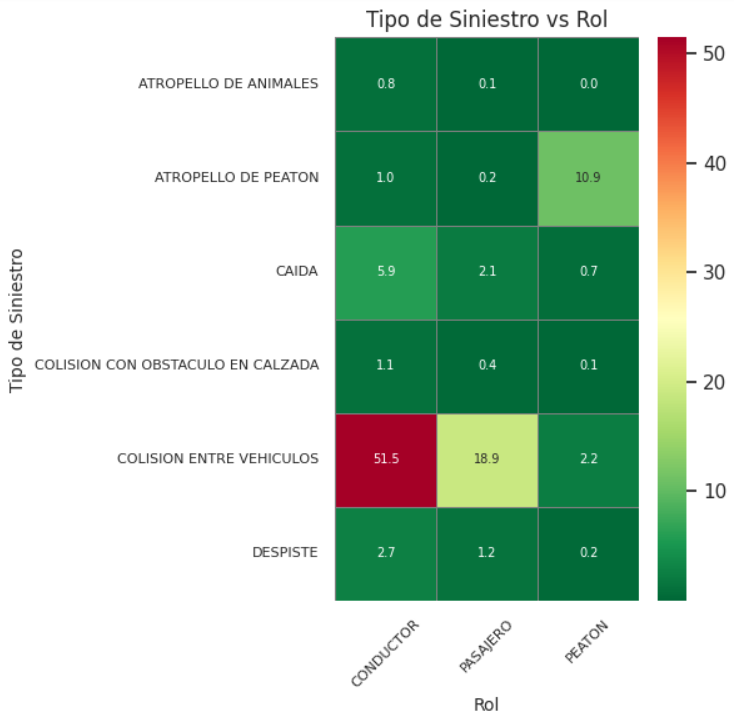 Tipo de Siniestro vs Rol
ATROPELLO DE ANIMALES 0.8 0.1 0.0
ATROPELLO DE PEATON 1.0 0.2 10.9
CAIDA 5.9 2.1 0.7
COLISION CON OBSTACULO EN CALZADA 1.1 0.4 0.1
COLISION ENTRE VEHICULOS 51.5 18.9 2.2
DESPISTE 2.7 1.2 0.2
Tipo de Siniestro
CONDUCTOR PASAJERO PEATON
Rol
50
40
30
20
10